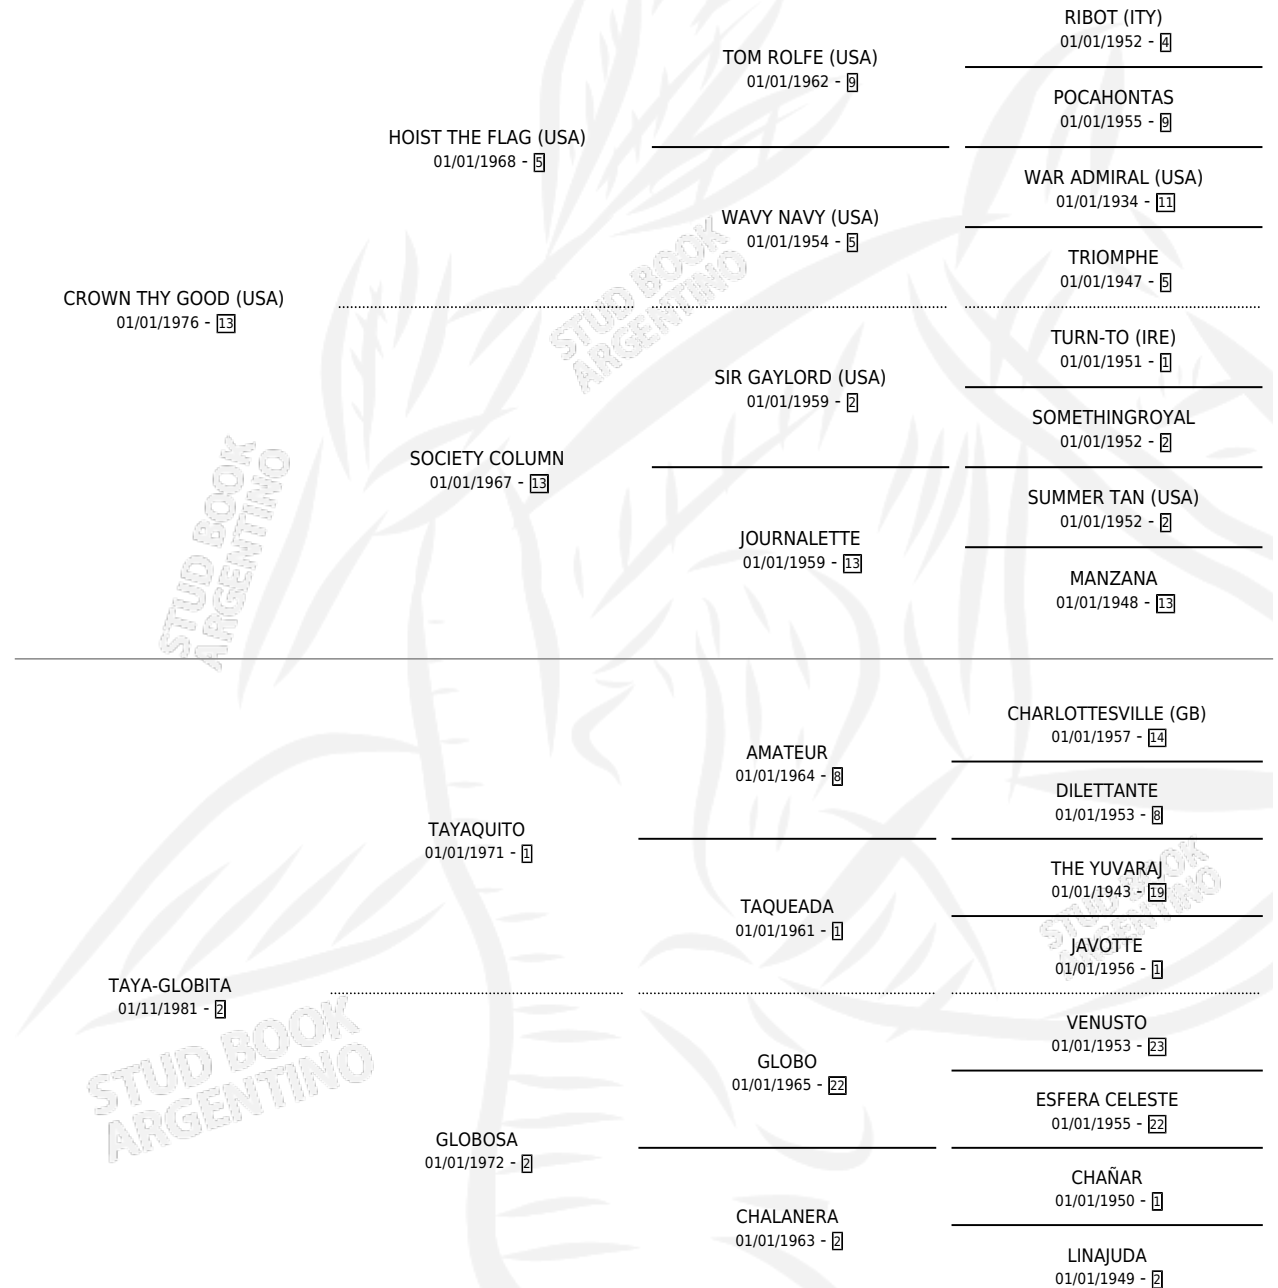 RIBOT (ITY)
01/01/1952 - 4
TOM ROLFE (USA)
01/01/1962 - 9
POCAHONTAS
01/01/1955 - 9
HOIST THE FLAG (USA)
01/01/1968 - 5
WAR ADMIRAL (USA)
01/01/1934 - 11
WAVY NAVY (USA)
01/01/1954 - 5
TRIOMPHE
01/01/1947 - 5
CROWN THY GOOD (USA)
01/01/1976 - 13
TURN-TO (IRE)
01/01/1951 - 1
SIR GAYLORD (USA)
01/01/1959 - 2
SOMETHINGROYAL
01/01/1952 - 2
SOCIETY COLUMN
01/01/1967 - 13
SUMMER TAN (USA)
01/01/1952 - 2
JOURNALETTE
01/01/1959 - 13
MANZANA
01/01/1948 - 13
CHARLOTTESVILLE (GB)
01/01/1957 - 14
AMATEUR
01/01/1964 - 8
DILETTANTE
01/01/1953 - 8
TAYAQUITO
01/01/1971 - 1
THE YUVARAJ
01/01/1943 - 19
TAQUEADA
01/01/1961 - 1
JAVOTTE
01/01/1956 - 1
TAYA-GLOBITA
01/11/1981 - 2
VENUSTO
01/01/1953 - 23
GLOBO
01/01/1965 - 22
ESFERA CELESTE
01/01/1955 - 22
GLOBOSA
01/01/1972 - 2
CHAÑAR
01/01/1950 - 1
CHALANERA
01/01/1963 - 2
LINAJUDA
01/01/1949 - 2
STUD BOOK
ARGENTINO
STUD BOOK
ARGENTINO
STUD BOOK
ARGENTINO
STUD BOOK
ARGENTINO